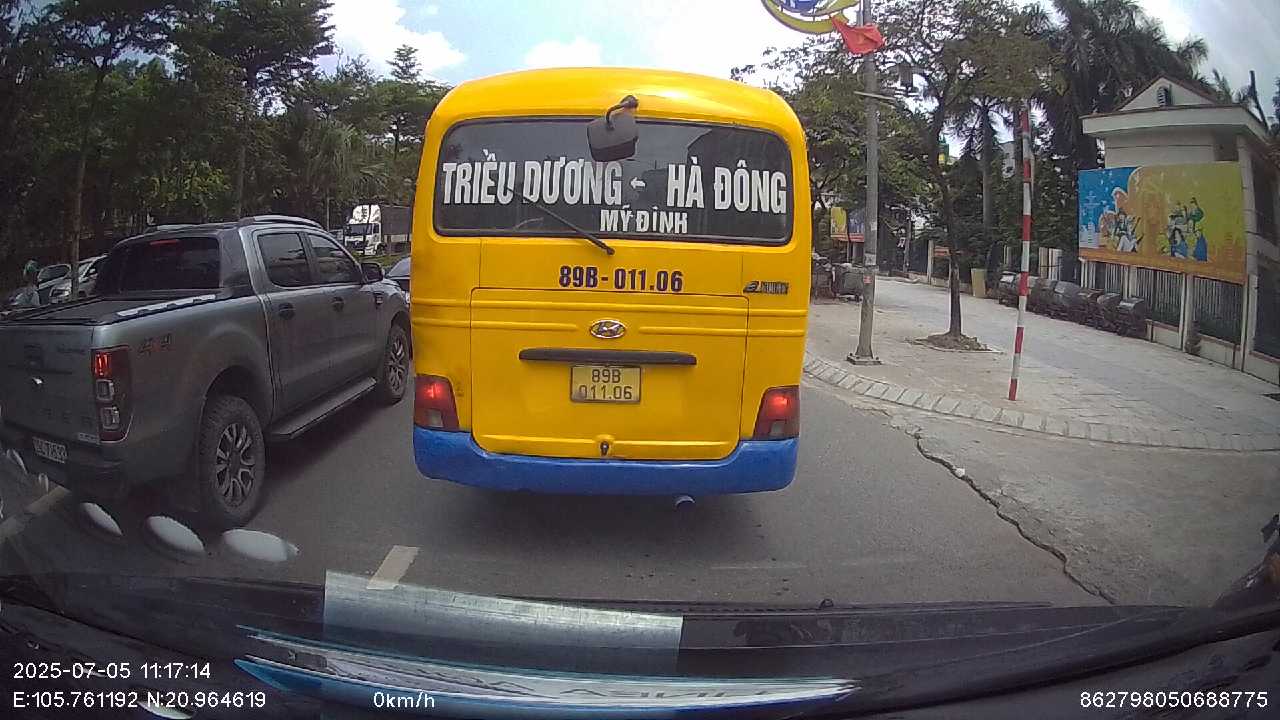 TRIỀU DƯƠNG ← HÀ ĐÔNG
MỸ ĐÌNH
89B-011.06
89B
011.06
4x4
2025-07-05 11:17:14
E:105.761192 N:20.964619
0km/h
862798050688775